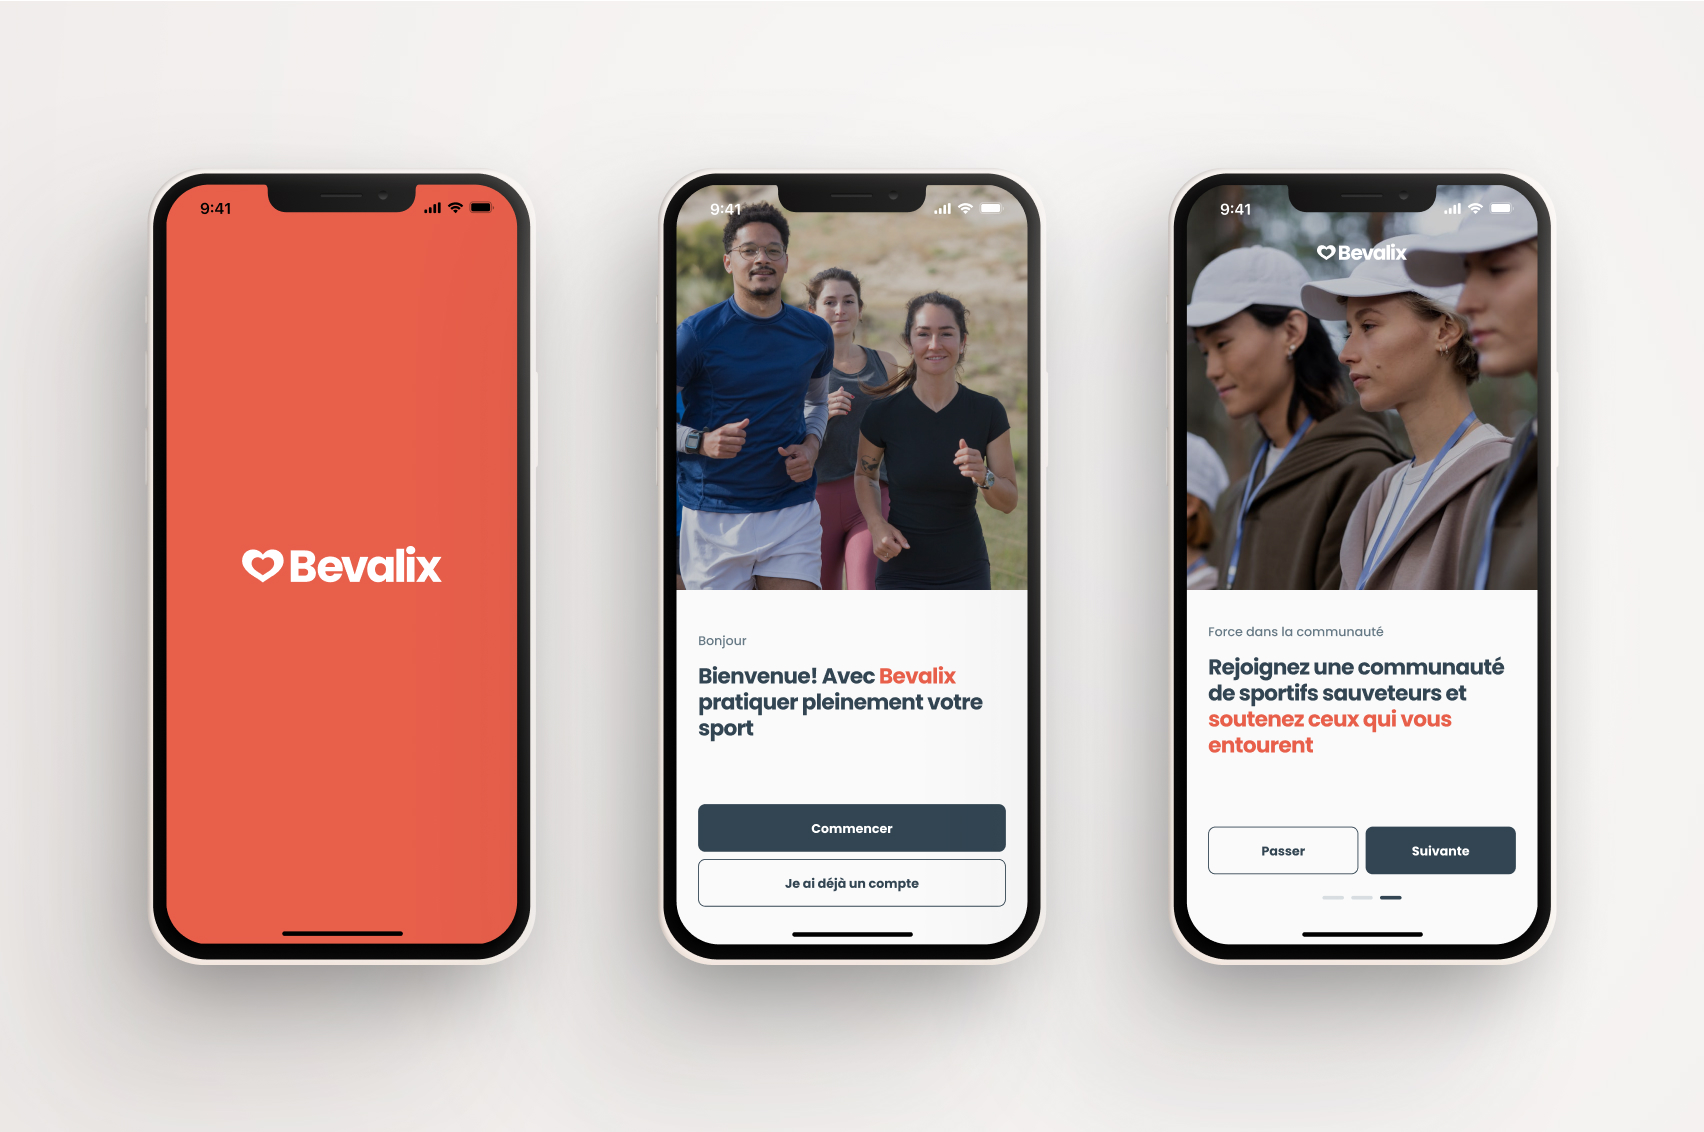 9:41
Bevalix
9:41
Bonjour
Bienvenue! Avec Bevalix
pratiquer pleinement votre
sport
Commencer
Je ai déjà un compte
9:41
Bevalix
Force dans la communauté
Rejoignez une communauté
de sportifs sauveteurs et
soutenez ceux qui vous
entourent
Passer
Suivante